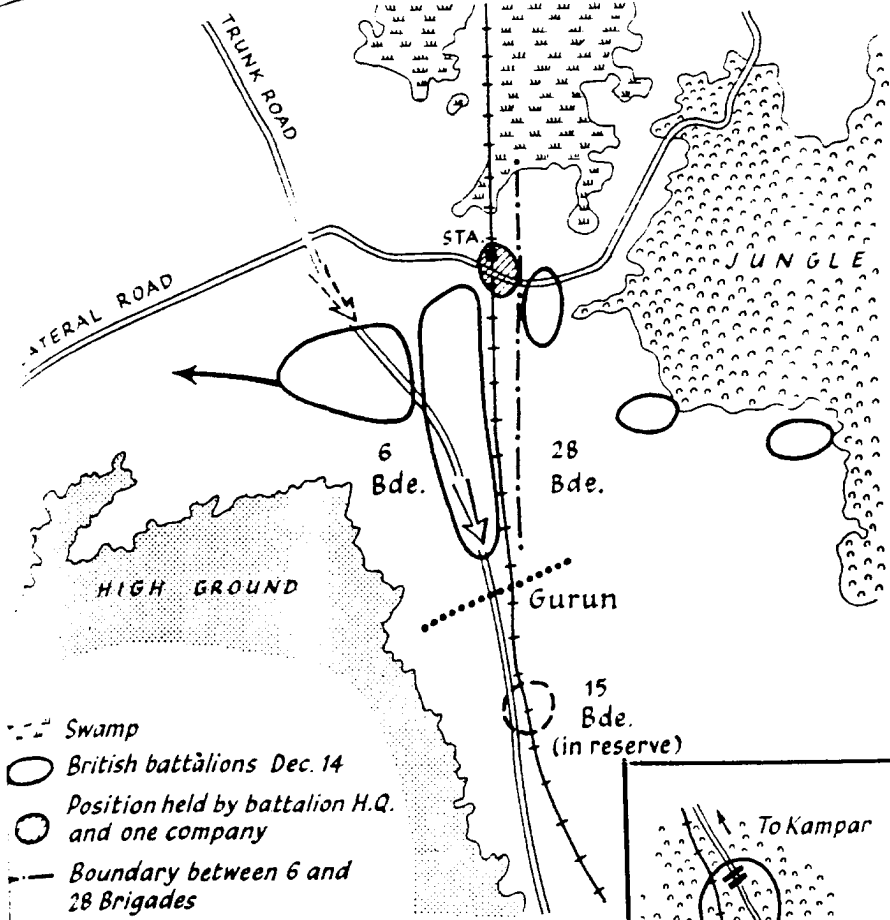 TRUNK ROAD
STA.
JUNGLE
ATERAL ROAD
6
Bde.
28
Bde.
HIGH GROUND
Gurun
15
Bde.
(in reserve)
Swamp
British battalions Dec. 14
Position held by battalion H.Q.
and one company
Boundary between 6 and
28 Brigades
To Kampar